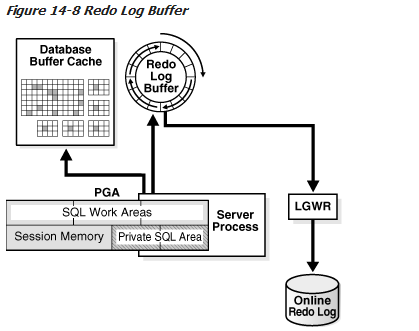 Figure 14-8 Redo Log Buffer
Database
Buffer Cache
Redo
Log
Buffer
PGA
SQL Work Areas
Session Memory
Private SQL Area
Server
Process
LGWR
Online
Redo Log